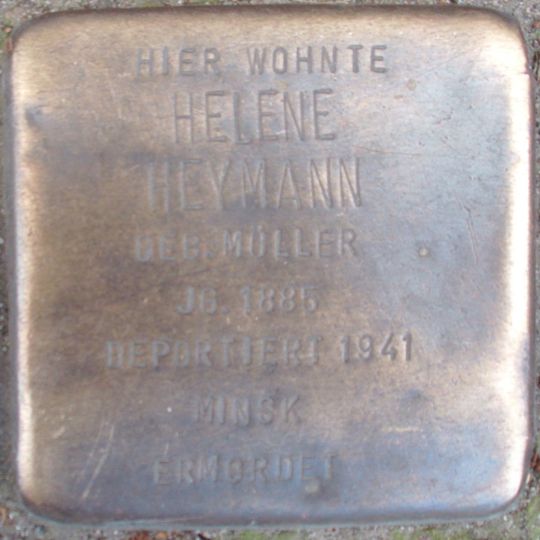 HIER WOHNTE
HELENE
HEYMANN
GEB. MÜLLER
JG. 1885
DEPORTIERT 1941
MINSK
ERMORDET